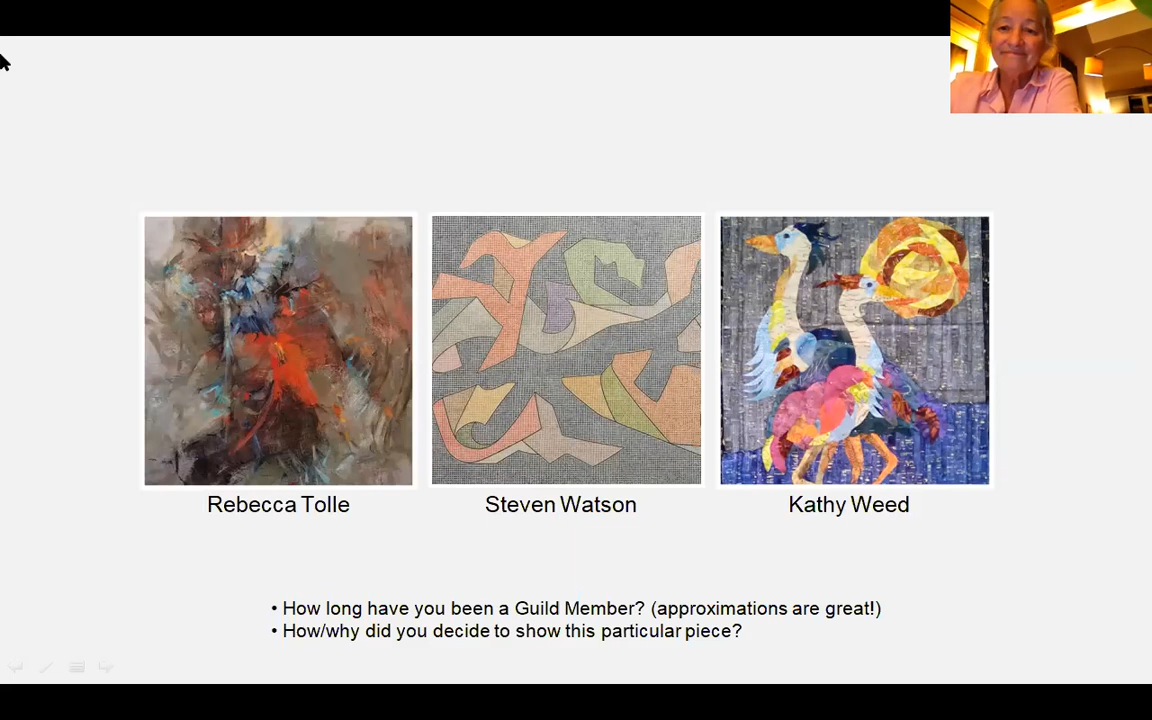 Rebecca Tolle
Steven Watson
Kathy Weed
• How long have you been a Guild Member? (approximations are great!)
• How/why did you decide to show this particular piece?